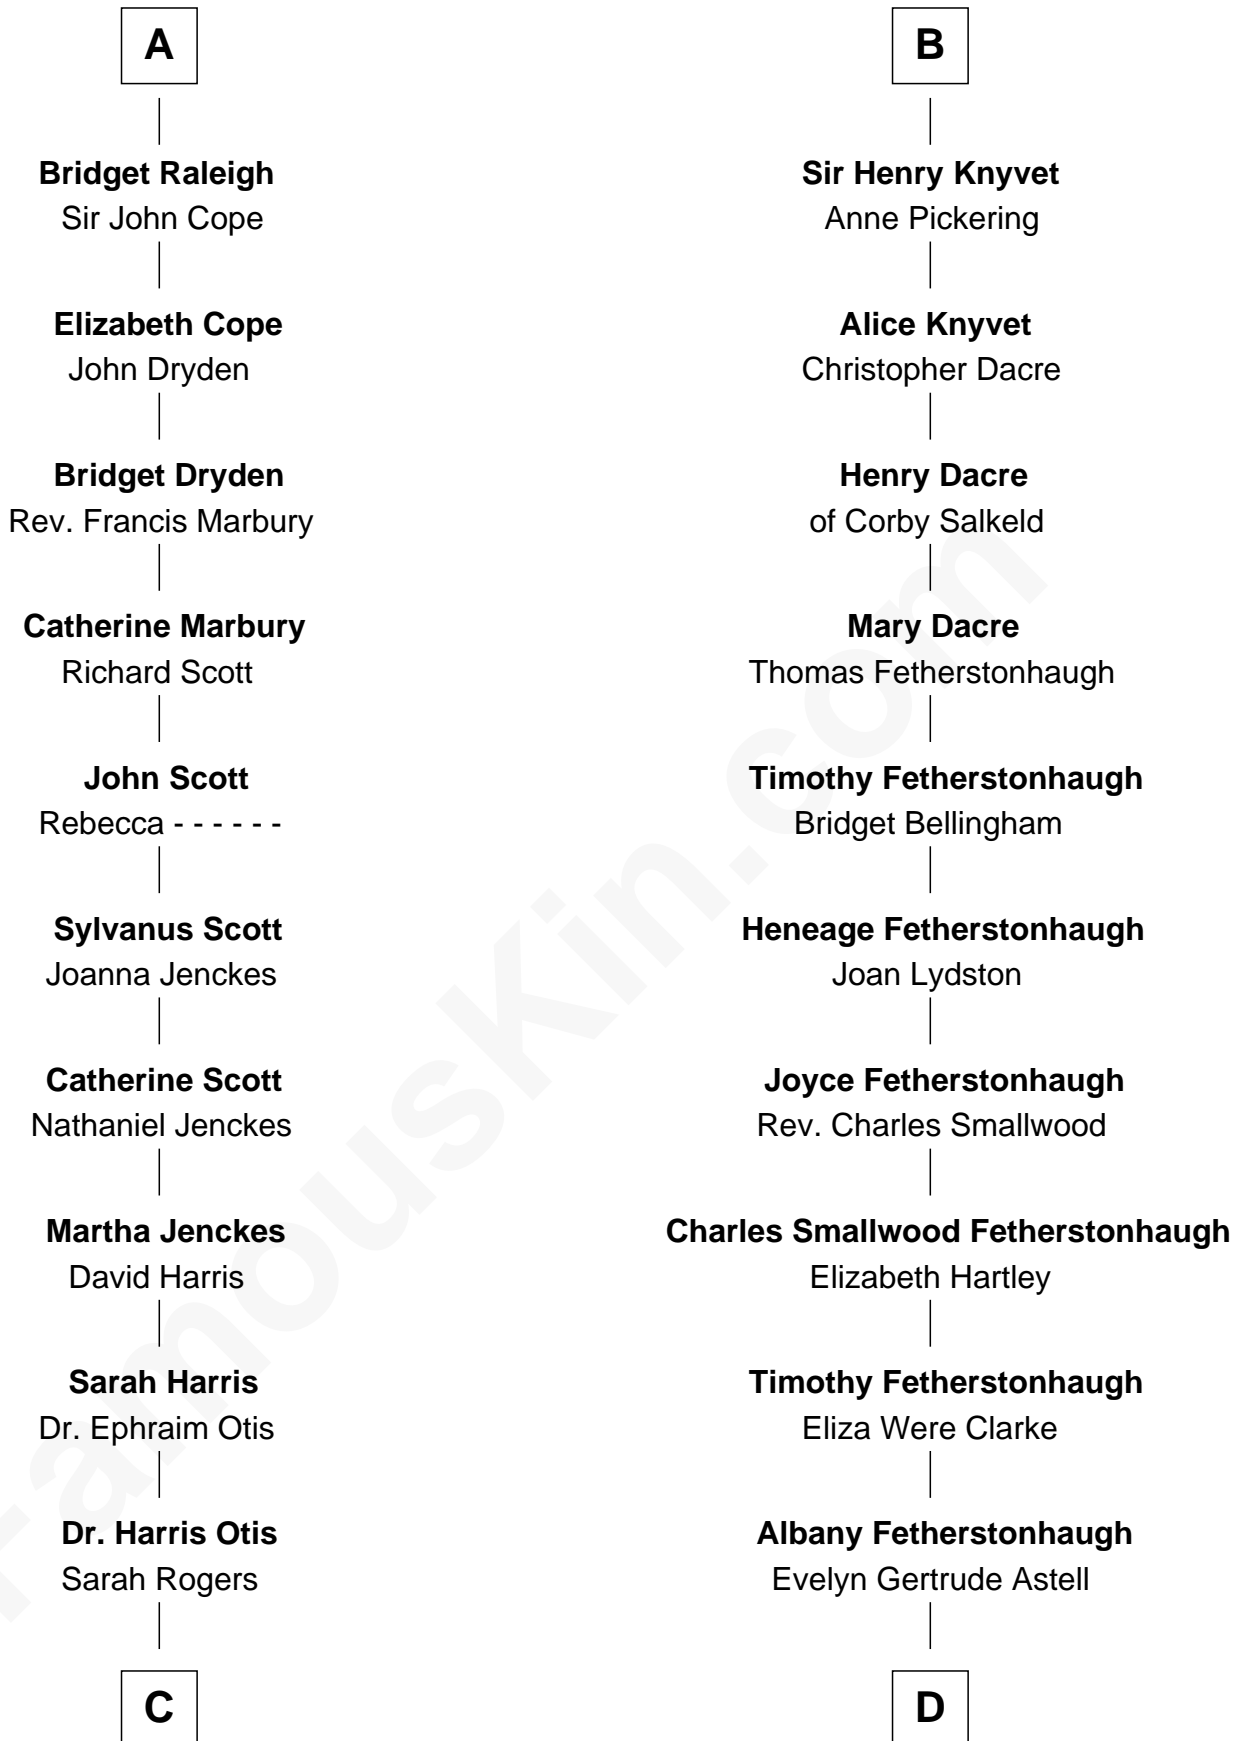 A
Bridget Raleigh
Sir John Cope
Elizabeth Cope
John Dryden
Bridget Dryden
Rev. Francis Marbury
Catherine Marbury
Richard Scott
John Scott
Rebecca - - - - - -
Sylvanus Scott
Joanna Jenckes
Catherine Scott
Nathaniel Jenckes
Martha Jenckes
David Harris
Sarah Harris
Dr. Ephraim Otis
Dr. Harris Otis
Sarah Rogers
C
B
Sir Henry Knyvet
Anne Pickering
Alice Knyvet
Christopher Dacre
Henry Dacre
of Corby Salkeld
Mary Dacre
Thomas Fetherstonhaugh
Timothy Fetherstonhaugh
Bridget Bellingham
Heneage Fetherstonhaugh
Joan Lydston
Joyce Fetherstonhaugh
Rev. Charles Smallwood
Charles Smallwood Fetherstonhaugh
Elizabeth Hartley
Timothy Fetherstonhaugh
Eliza Were Clarke
Albany Fetherstonhaugh
Evelyn Gertrude Astell
D
FamousKin.com